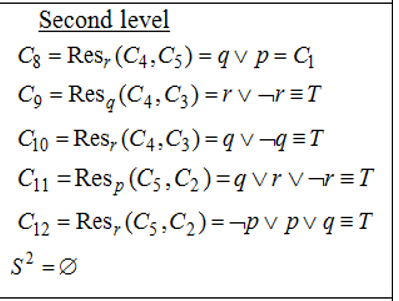 Second level
C₈ = Resᵣ (C₄,C₅) = q ∨ p = C₁
C₉ = Res_q (C₄,C₃) = r ∨ ¬r ≡ T
C₁₀ = Resᵣ (C₄,C₃) = q ∨ ¬q ≡ T
C₁₁ = Resₚ (C₅,C₂) = q ∨ r ∨ ¬r ≡ T
C₁₂ = Resᵣ (C₅,C₂) = ¬p ∨ p ∨ q ≡ T
S² = ∅